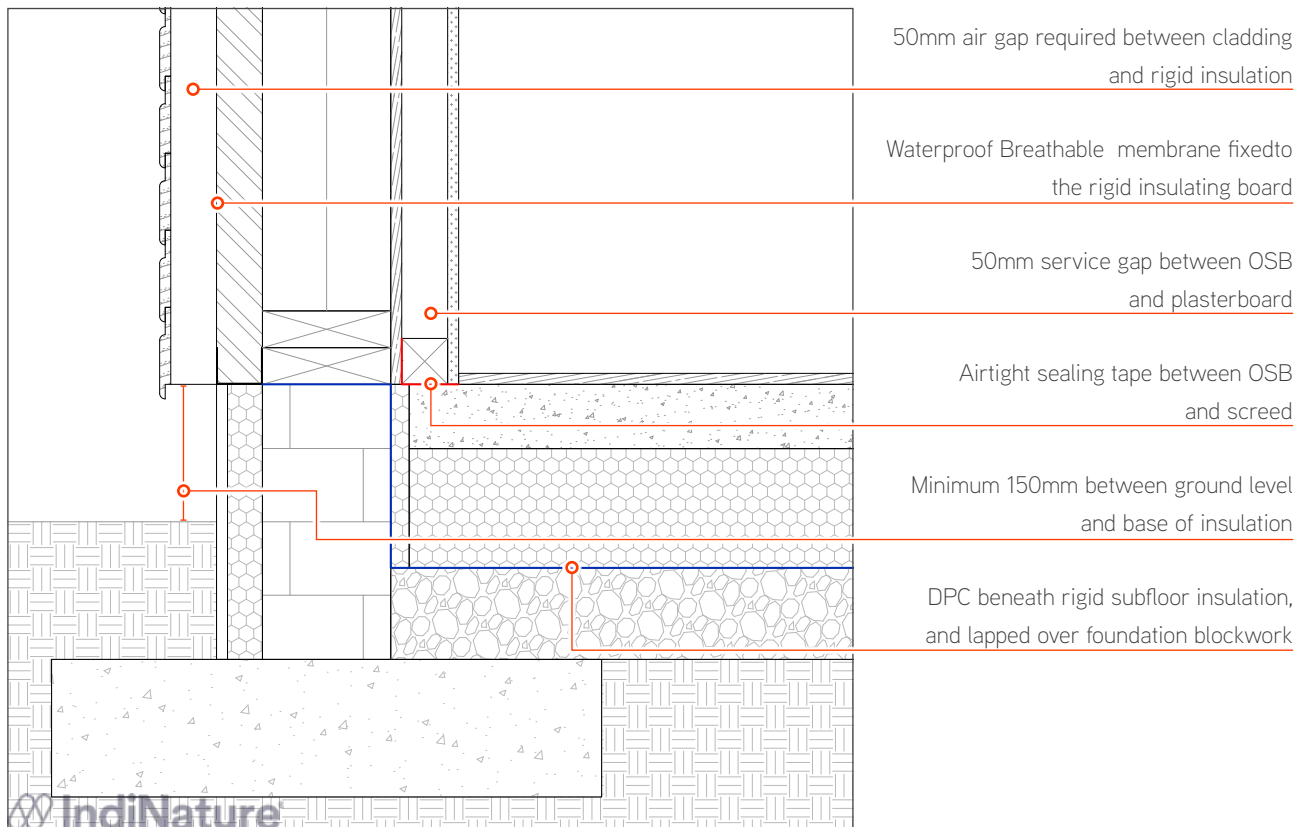 50mm air gap required between cladding
and rigid insulation
Waterproof Breathable membrane fixedto
the rigid insulating board
50mm service gap between OSB
and plasterboard
Airtight sealing tape between OSB
and screed
Minimum 150mm between ground level
and base of insulation
DPC beneath rigid subfloor insulation,
and lapped over foundation blockwork
IndiNature